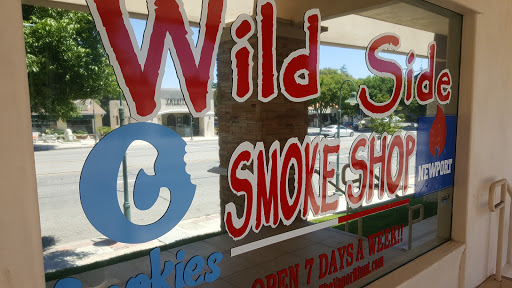 Wild Side
C
SMOKE SHOP
NEWPORT
Cookies
OPEN 7 DAYS A WEEK!!